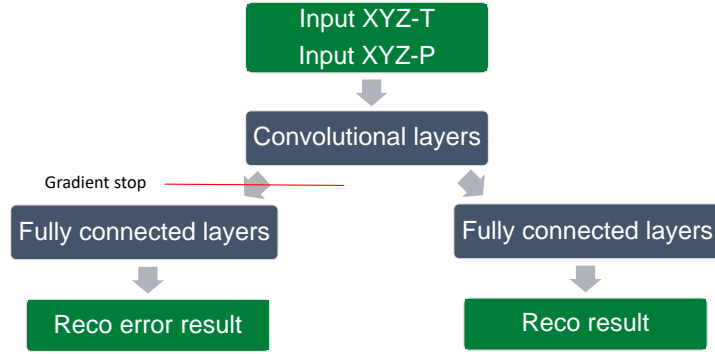 Input XYZ-T
Input XYZ-P
Convolutional layers
Gradient stop
Fully connected layers
Fully connected layers
Reco error result
Reco result